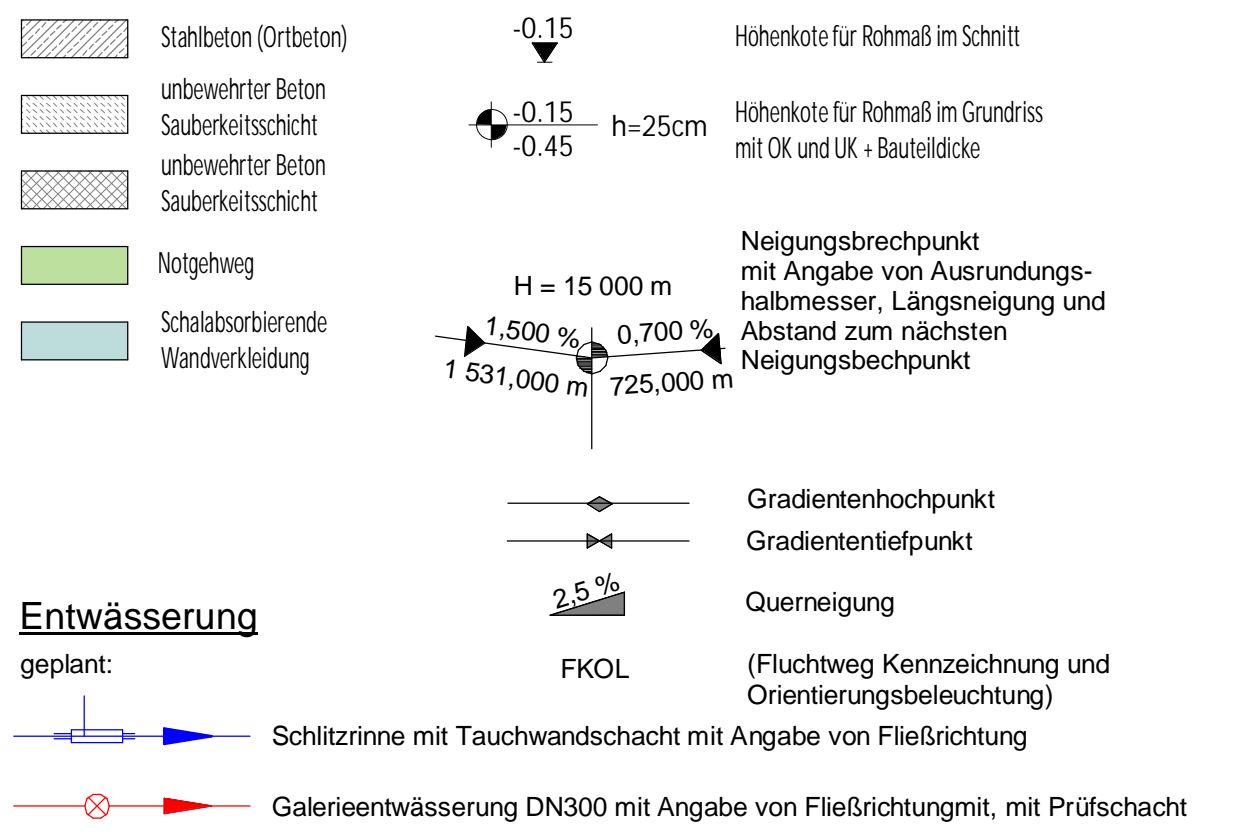 Stahlbeton (Ortbeton)
unbewehrter Beton
Sauberkeitsschicht
unbewehrter Beton
Sauberkeitsschicht
Notgehweg
Schalabsorbierende
Wandverkleidung
-0.15
Höhenkote für Rohmaß im Schnitt
-0.15
-0.45
h=25cm
Höhenkote für Rohmaß im Grundriss
mit OK und UK + Bauteildicke
H = 15 000 m
1,500 %
0,700 %
1 531,000 m
725,000 m
Neigungsbrechpunkt
mit Angabe von Ausrundungs-
halbmesser, Längsneigung und
Abstand zum nächsten
Neigungsbechpunkt
Gradientenhochpunkt
Gradiententiefpunkt
2,5 %
Querneigung
FKOL
(Fluchtweg Kennzeichnung und
Orientierungsbeleuchtung)
Entwässerung
geplant:
Schlitzrinne mit Tauchwandschacht mit Angabe von Fließrichtung
Galerieentwässerung DN300 mit Angabe von Fließrichtungmit, mit Prüfschacht